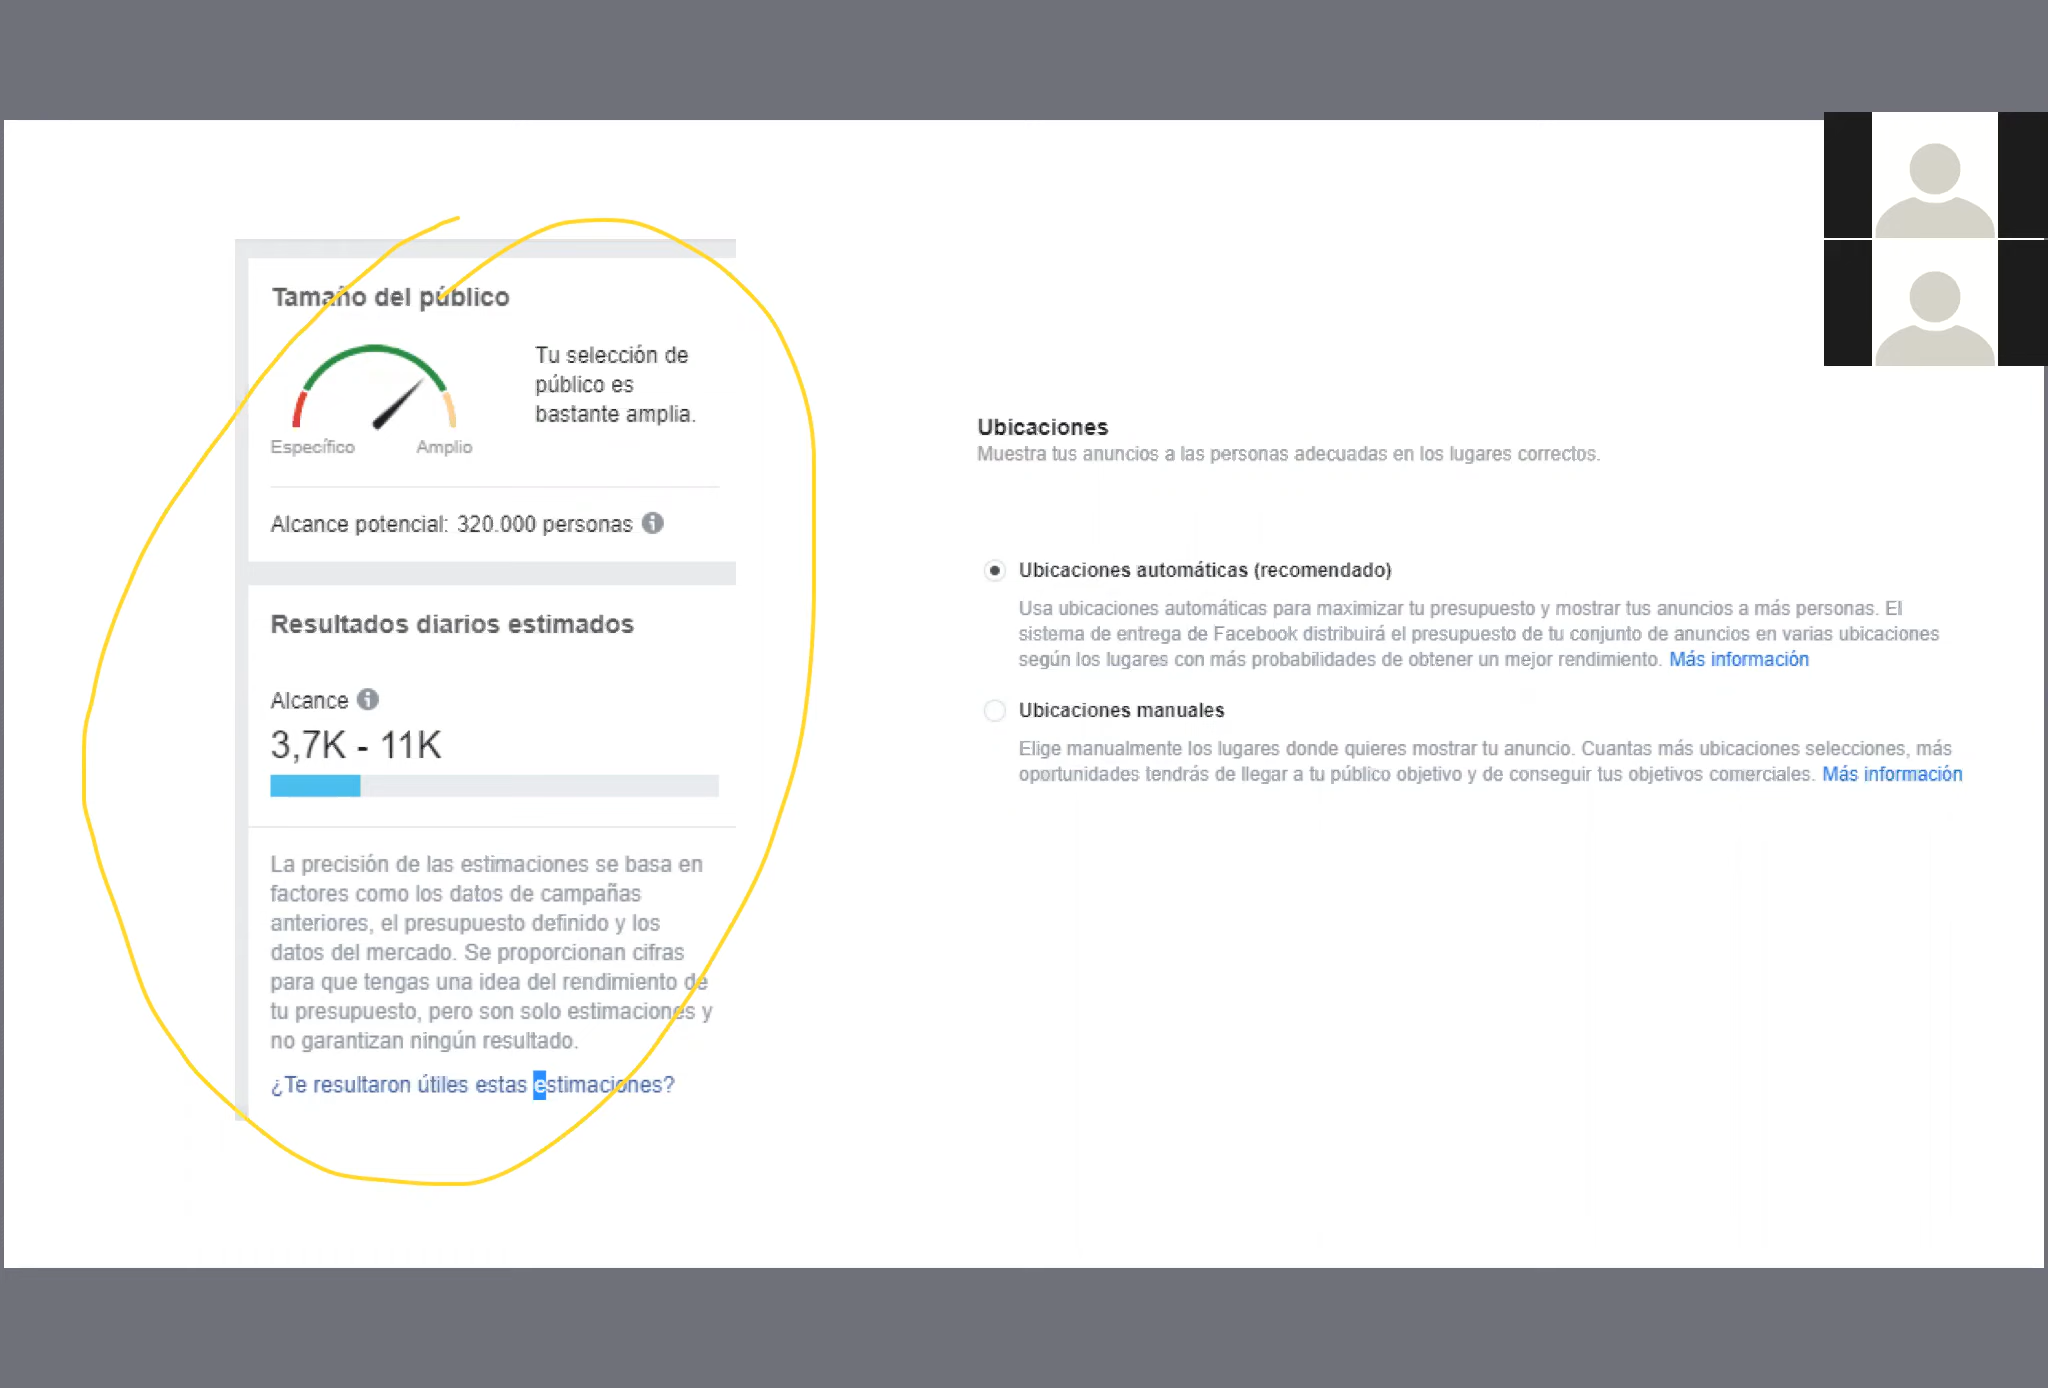 Tamaño del público
Tu selección de
público es
bastante amplia.
Específico
Amplio
Alcance potencial: 320.000 personas
Resultados diarios estimados
Alcance
3,7K - 11K
La precisión de las estimaciones se basa en
factores como los datos de campañas
anteriores, el presupuesto definido y los
datos del mercado. Se proporcionan cifras
para que tengas una idea del rendimiento de
tu presupuesto, pero son solo estimaciones y
no garantizan ningún resultado.
¿Te resultaron útiles estas estimaciones?
Ubicaciones
Muestra tus anuncios a las personas adecuadas en los lugares correctos.
Ubicaciones automáticas (recomendado)
Usa ubicaciones automáticas para maximizar tu presupuesto y mostrar tus anuncios a más personas. El
sistema de entrega de Facebook distribuirá el presupuesto de tu conjunto de anuncios en varias ubicaciones
según los lugares con más probabilidades de obtener un mejor rendimiento. Más información
Ubicaciones manuales
Elige manualmente los lugares donde quieres mostrar tu anuncio. Cuantas más ubicaciones selecciones, más
oportunidades tendrás de llegar a tu público objetivo y de conseguir tus objetivos comerciales. Más información